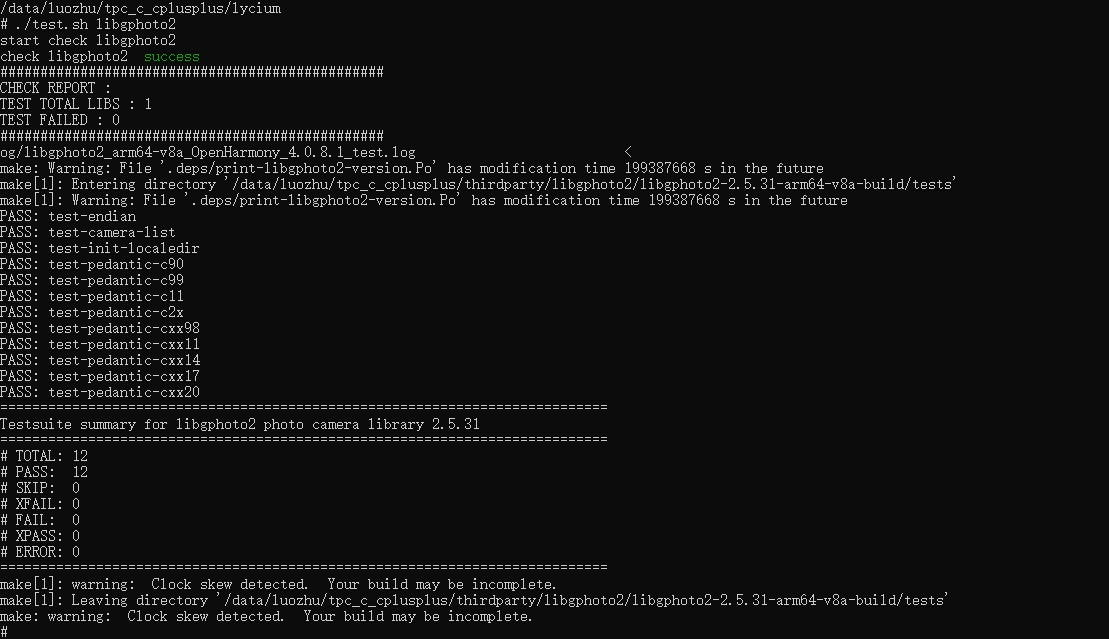 /data/luozhu/tpc_c_cplusplus/lycium
# ./test.sh libgphoto2
start check libgphoto2
check libgphoto2  success
################################################
CHECK REPORT :
TEST TOTAL LIBS : 1
TEST FAILED : 0
################################################
og/libgphoto2_arm64-v8a_OpenHarmony_4.0.8.1_test.log                          <
make: Warning: File '.deps/print-libgphoto2-version.Po' has modification time 199387668 s in the future
make[1]: Entering directory '/data/luozhu/tpc_c_cplusplus/thirdparty/libgphoto2/libgphoto2-2.5.31-arm64-v8a-build/tests'
make[1]: Warning: File '.deps/print-libgphoto2-version.Po' has modification time 199387668 s in the future
PASS: test-endian
PASS: test-camera-list
PASS: test-init-localedir
PASS: test-pedantic-c90
PASS: test-pedantic-c99
PASS: test-pedantic-c11
PASS: test-pedantic-c2x
PASS: test-pedantic-cxx98
PASS: test-pedantic-cxx11
PASS: test-pedantic-cxx14
PASS: test-pedantic-cxx17
PASS: test-pedantic-cxx20
============================================================================
Testsuite summary for libgphoto2 photo camera library 2.5.31
============================================================================
# TOTAL: 12
# PASS:  12
# SKIP:  0
# XFAIL: 0
# FAIL:  0
# XPASS: 0
# ERROR: 0
============================================================================
make[1]: warning:  Clock skew detected.  Your build may be incomplete.
make[1]: Leaving directory '/data/luozhu/tpc_c_cplusplus/thirdparty/libgphoto2/libgphoto2-2.5.31-arm64-v8a-build/tests'
make: warning:  Clock skew detected.  Your build may be incomplete.
#